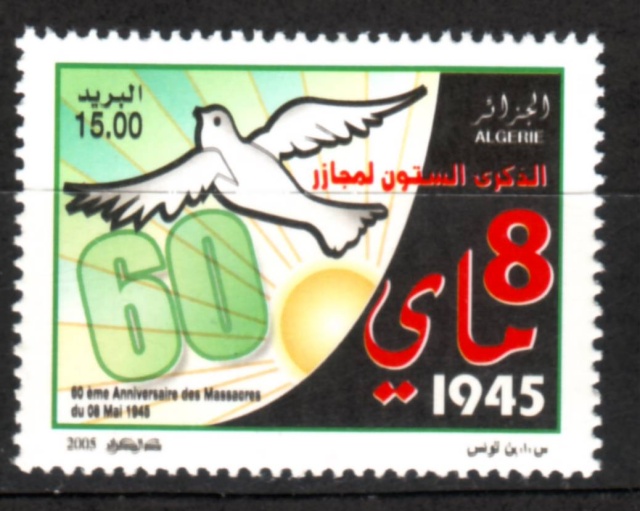 البريد
15,00
الجزائر
ALGERIE
الذكرى الستون لمجازر
8
ماي
1945
60
60 ème Anniversaire des Massacres
du 08 Mai 1945
2005
تونس